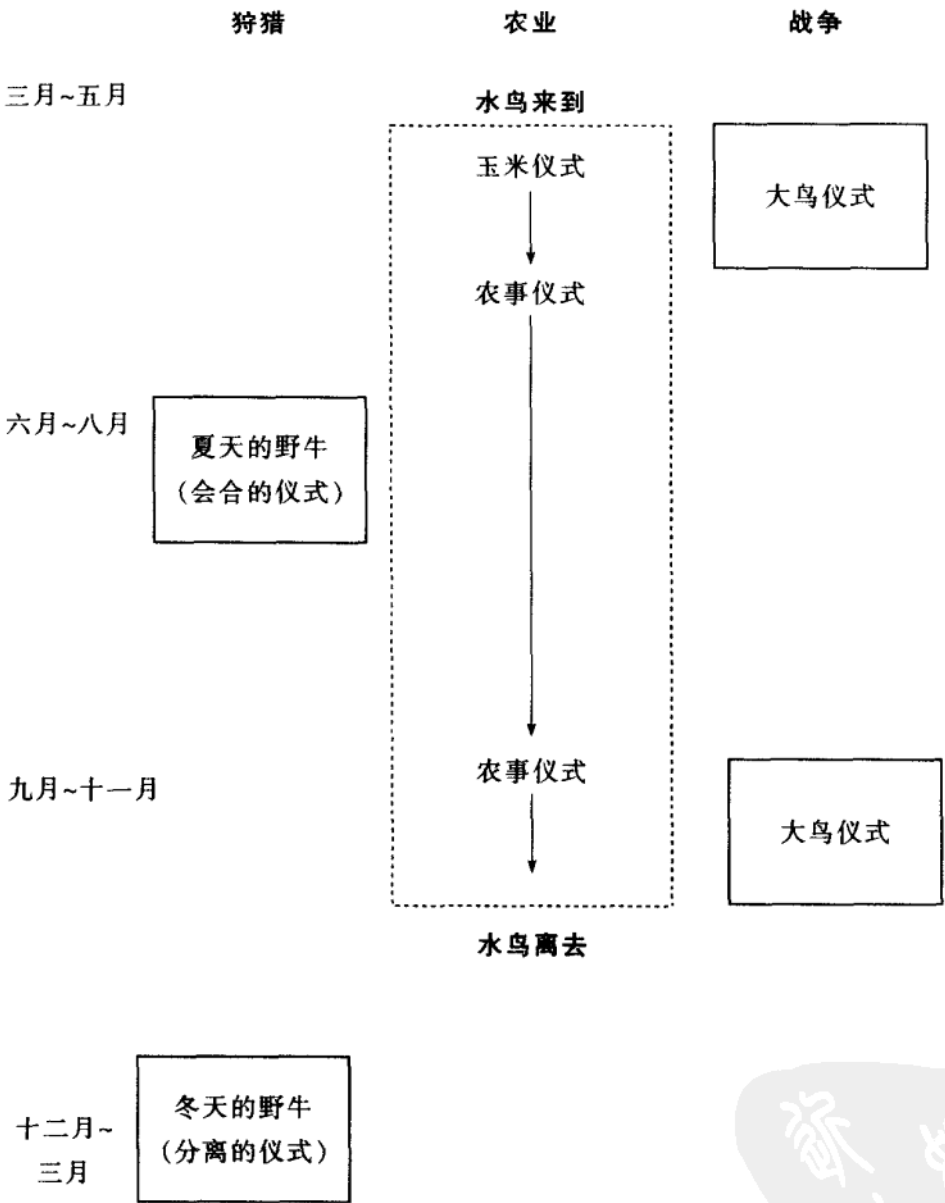 狩猎 农业 战争
三月~五月
水鸟来到
玉米仪式
大鸟仪式
农事仪式
六月~八月
夏天的野牛
(会合的仪式)
九月~十一月
农事仪式
大鸟仪式
水鸟离去
十二月~
三月
冬天的野牛
(分离的仪式)